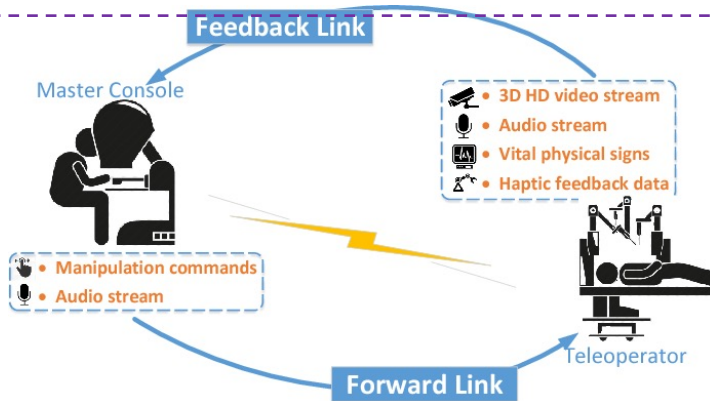 Feedback Link
Master Console
• 3D HD video stream
• Audio stream
• Vital physical signs
• Haptic feedback data
• Manipulation commands
• Audio stream
Teleoperator
Forward Link